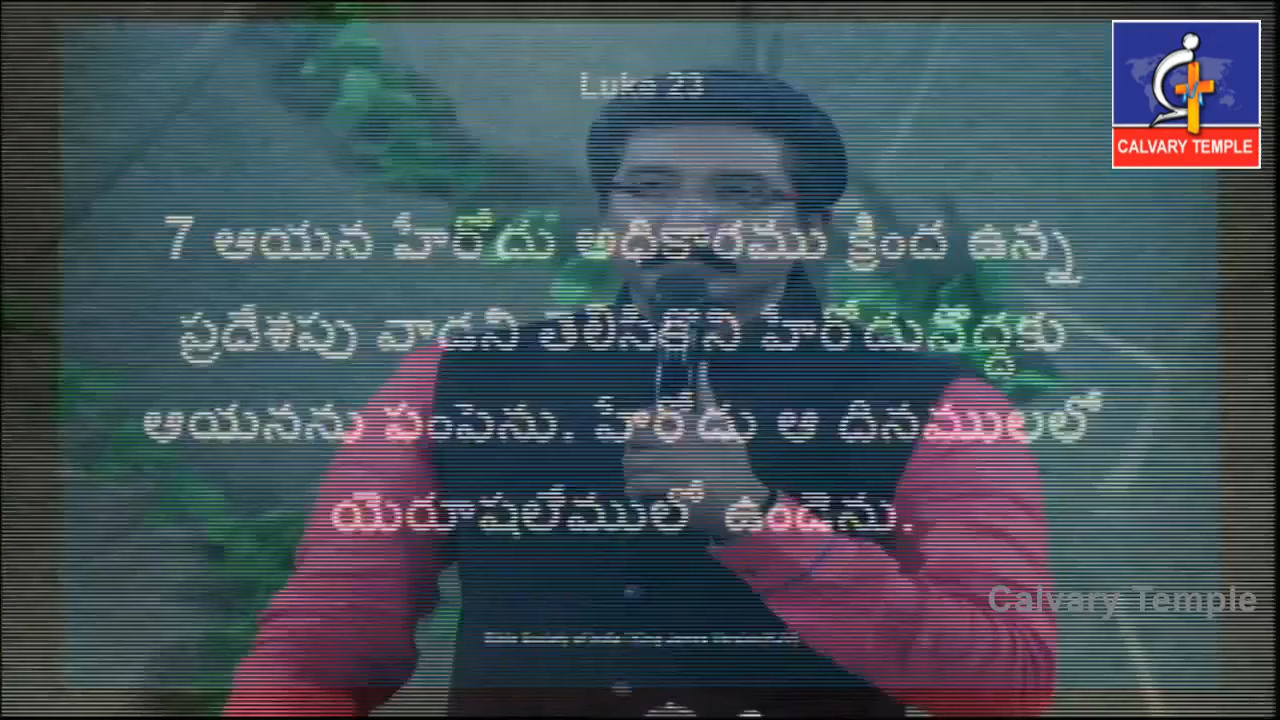 Luke 23
CALVARY TEMPLE
7 ఆయన హేరోదు అధికారము క్రింద ఉన్న
ప్రదేశపు వాడని తెలిసికొని హేరోదునొద్దకు
ఆయనను పంపెను. హేరోదు ఆ దినములలో
యెరూషలేములో ఉండెను.
Calvary Temple